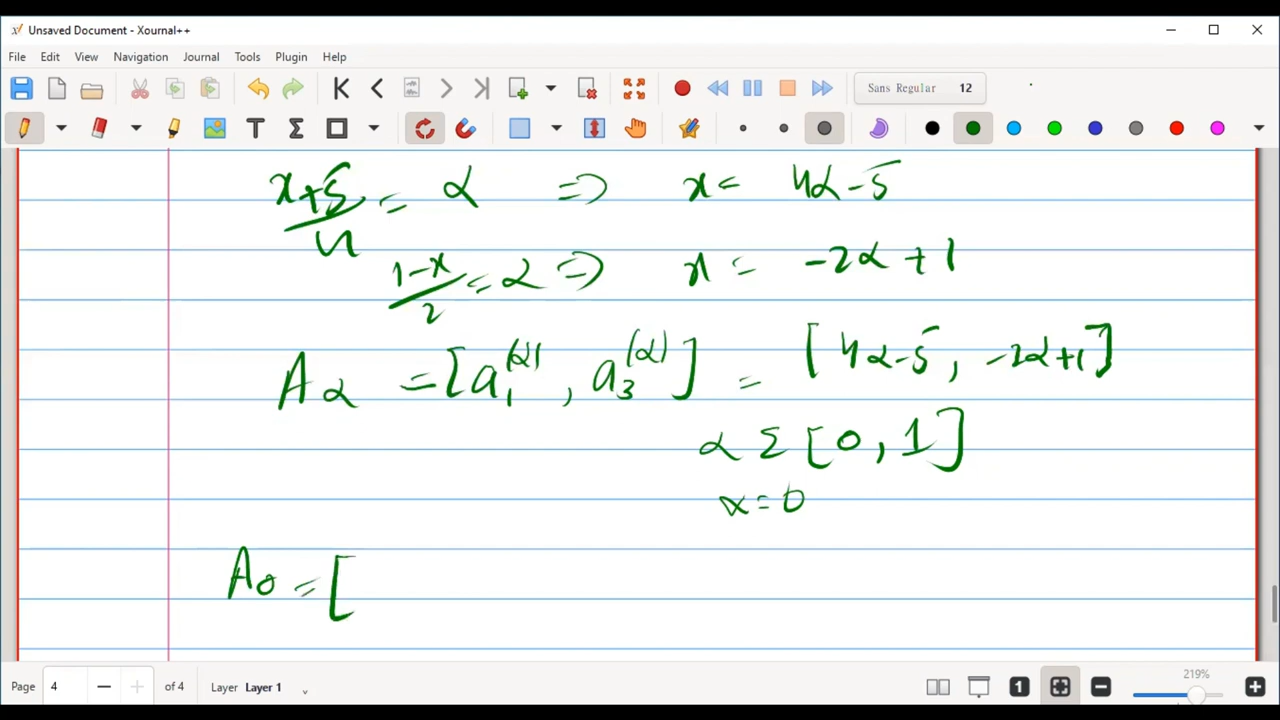 Unsaved Document - Xournal++
File Edit View Navigation Journal Tools Plugin Help
Sans Regular 12
x+5/4 = α ⇒ x = 4α-5
1-x/2 = α ⇒ x = -2α+1
Aα = [a₁^(α), a₃^(α)] = [4α-5, -2α+1]
α Σ [0, 1]
α = 0
A₀ = [
219%
Page 4 of 4 Layer Layer 1 1